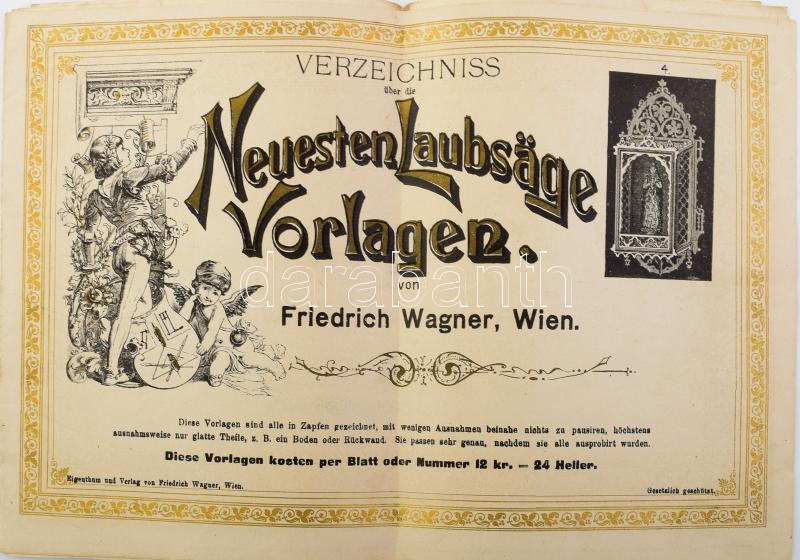 VERZEICHNISS
über die
Neuesten Laubsäge
Vorlagen.
von
Friedrich Wagner, Wien.
4
Diese Vorlagen sind alle in Zapfen gezeichnet, mit wenigen Ausnahmen beinahe nichts zu pausiren, höchstens
ausnahmsweise nur glatte Theile, z. B. ein Boden oder Rückwand. Sie passen sehr genau, nachdem sie alle ausprobirt wurden.
Diese Vorlagen kosten per Blatt oder Nummer 12 kr. = 24 Heller.
Eigenthum und Verlag von Friedrich Wagner, Wien.
Gesetzlich geschützt.
darabanth